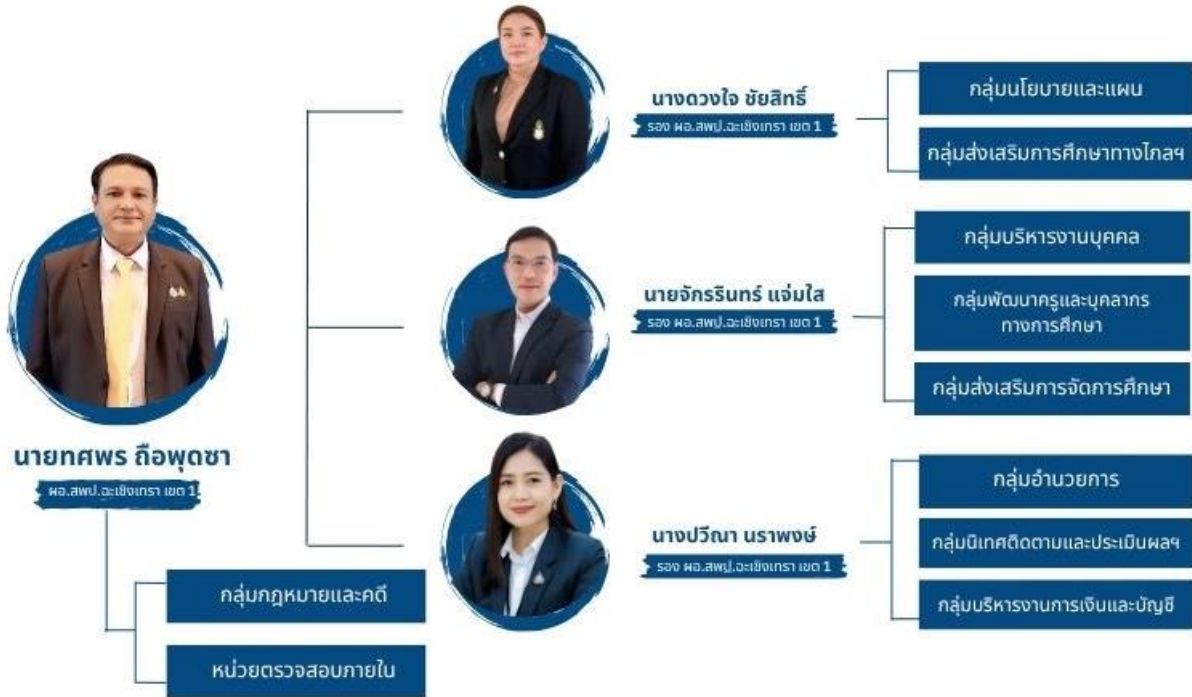 นางดวงใจ ชัยสิทธิ์
รอง ผอ.สพป.ฉะเชิงเทรา เขต 1
กลุ่มนโยบายและแผน
กลุ่มส่งเสริมการศึกษาทางไกลฯ
นายทศพร ถือพุดซา
ผอ.สพป.ฉะเชิงเทรา เขต 1
นายจักรรินทร์ แจ่มใส
รอง ผอ.สพป.ฉะเชิงเทรา เขต 1
กลุ่มบริหารงานบุคคล
กลุ่มพัฒนาครูและบุคลากร
ทางการศึกษา
กลุ่มส่งเสริมการจัดการศึกษา
นางปวีณา นราพงษ์
รอง ผอ.สพป.ฉะเชิงเทรา เขต 1
กลุ่มอำนวยการ
กลุ่มนิเทศติดตามและประเมินผลฯ
กลุ่มบริหารงานการเงินและบัญชี
กลุ่มกฎหมายและคดี
หน่วยตรวจสอบภายใน